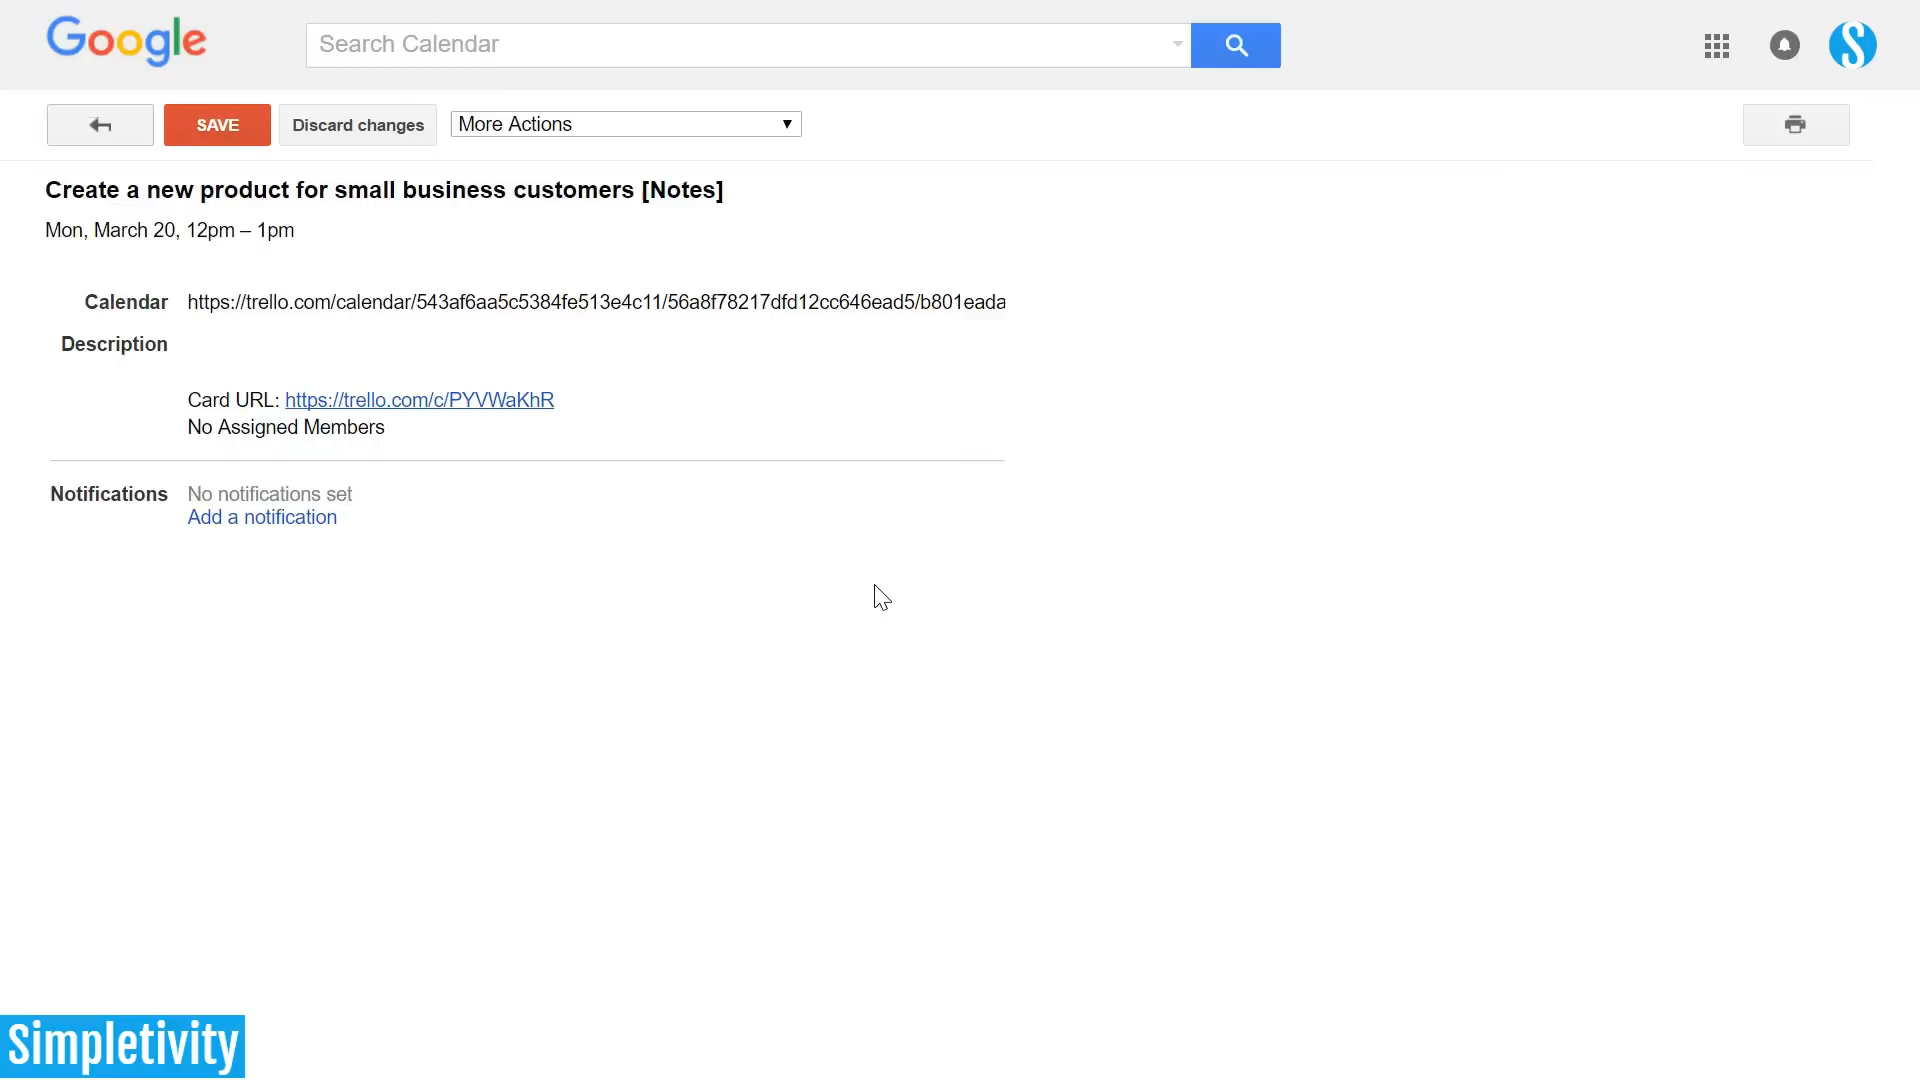 Google
Search Calendar
SAVE
Discard changes
More Actions
Create a new product for small business customers [Notes]
Mon, March 20, 12pm – 1pm
Calendar https://trello.com/calendar/543af6aa5c5384fe513e4c11/56a8f78217dfd12cc646ead5/b801eada
Description
Card URL: https://trello.com/c/PYVWaKhR
No Assigned Members
Notifications No notifications set
Add a notification
Simpletivity